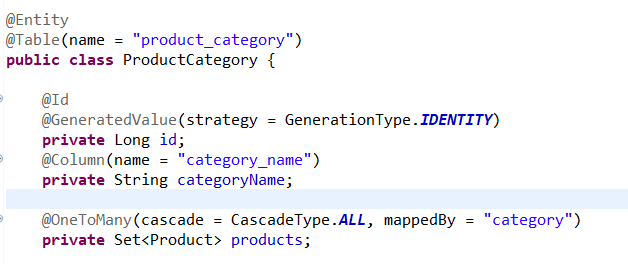 @Entity
@Table(name = "product_category")
public class ProductCategory {
@Id
@GeneratedValue(strategy = GenerationType.IDENTITY)
private Long id;
@Column(name = "category_name")
private String categoryName;
@OneToMany(cascade = CascadeType.ALL, mappedBy = "category")
private Set<Product> products;